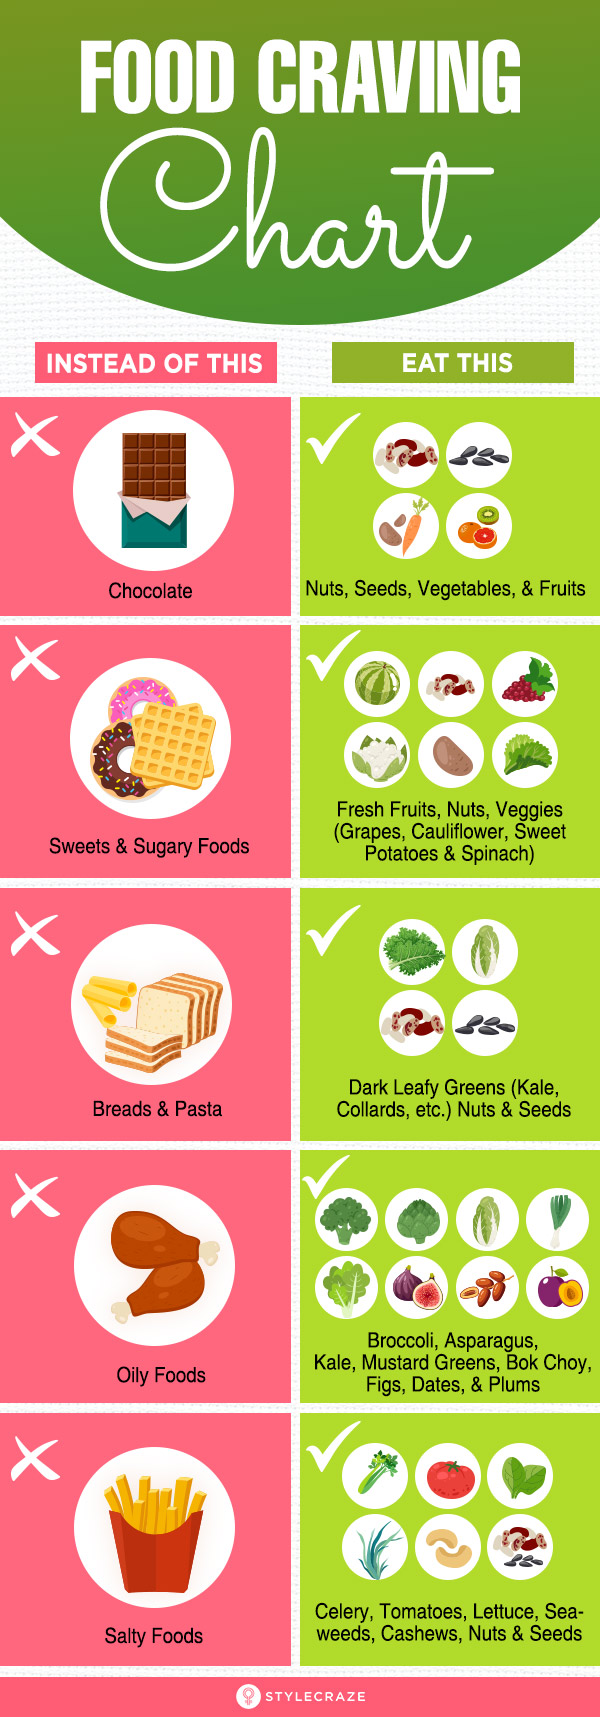 FOOD CRAVING
Chart
INSTEAD OF THIS
EAT THIS
Chocolate
Nuts, Seeds, Vegetables, & Fruits
Sweets & Sugary Foods
Fresh Fruits, Nuts, Veggies
(Grapes, Cauliflower, Sweet
Potatoes & Spinach)
Breads & Pasta
Dark Leafy Greens (Kale,
Collards, etc.) Nuts & Seeds
Oily Foods
Broccoli, Asparagus,
Kale, Mustard Greens, Bok Choy,
Figs, Dates, & Plums
Salty Foods
Celery, Tomatoes, Lettuce, Sea-
weeds, Cashews, Nuts & Seeds
STYLECRAZE